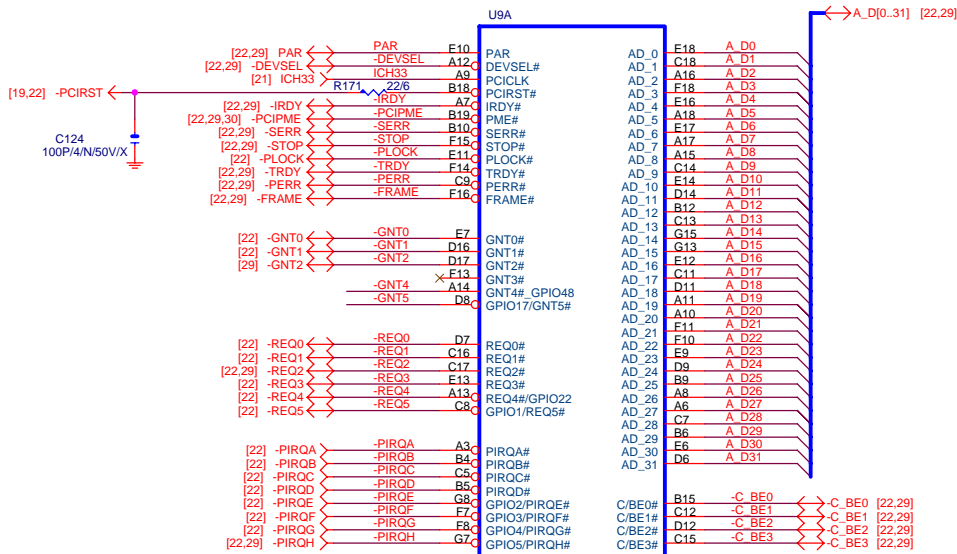 U9A
A_D[0..31] [22,29]
[22,29] PAR PAR E10 PAR AD_0 E18 A_D0
[22,29] -DEVSEL -DEVSEL A12 DEVSEL# AD_1 C18 A_D1
[21] ICH33 ICH33 A9 PCICLK AD_2 A16 A_D2
[19,22] -PCIRST R171 22/6 B18 PCIRST# AD_3 F18 A_D3
[22,29] -IRDY -IRDY A7 IRDY# AD_4 E16 A_D4
[22,29,30] -PCIPME -PCIPME B19 PME# AD_5 A18 A_D5
[22,29] -SERR -SERR B10 SERR# AD_6 E17 A_D6
[22,29] -STOP -STOP F15 STOP# AD_7 A17 A_D7
[22] -PLOCK -PLOCK E11 PLOCK# AD_8 A15 A_D8
[22,29] -TRDY -TRDY F14 TRDY# AD_9 C14 A_D9
[22,29] -PERR -PERR C9 PERR# AD_10 E14 A_D10
[22,29] -FRAME -FRAME F16 FRAME# AD_11 D14 A_D11
C124
100P/4/N/50V//X
AD_12 B12 A_D12
AD_13 C13 A_D13
[22] -GNT0 -GNT0 E7 GNT0# AD_14 G15 A_D14
[22] -GNT1 -GNT1 D16 GNT1# AD_15 G13 A_D15
[29] -GNT2 -GNT2 D17 GNT2# AD_16 E12 A_D16
F13 GNT3# AD_17 C11 A_D17
-GNT4 A14 GNT4#_GPIO48 AD_18 D11 A_D18
-GNT5 D8 GPIO17/GNT5# AD_19 A11 A_D19
AD_20 A10 A_D20
AD_21 F11 A_D21
[22] -REQ0 -REQ0 D7 REQ0# AD_22 F10 A_D22
[22] -REQ1 -REQ1 C16 REQ1# AD_23 E9 A_D23
[22,29] -REQ2 -REQ2 C17 REQ2# AD_24 D9 A_D24
[22] -REQ3 -REQ3 E13 REQ3# AD_25 B9 A_D25
[22] -REQ4 -REQ4 A13 REQ4#/GPIO22 AD_26 A8 A_D26
[22] -REQ5 -REQ5 C8 GPIO1/REQ5# AD_27 A6 A_D27
AD_28 C7 A_D28
AD_29 B6 A_D29
[22] -PIRQA -PIRQA A3 PIRQA# AD_30 E6 A_D30
[22] -PIRQB -PIRQB B4 PIRQB# AD_31 D6 A_D31
[22] -PIRQC -PIRQC C5 PIRQC#
[22] -PIRQD -PIRQD B5 PIRQD#
[22] -PIRQE -PIRQE G8 GPIO2/PIRQE# C/BE0# B15 -C_BE0 -C_BE0 [22,29]
[22] -PIRQF -PIRQF F7 GPIO3/PIRQF# C/BE1# C12 -C_BE1 -C_BE1 [22,29]
[22] -PIRQG -PIRQG F8 GPIO4/PIRQG# C/BE2# D12 -C_BE2 -C_BE2 [22,29]
[22,29] -PIRQH -PIRQH G7 GPIO5/PIRQH# C/BE3# C15 -C_BE3 -C_BE3 [22,29]